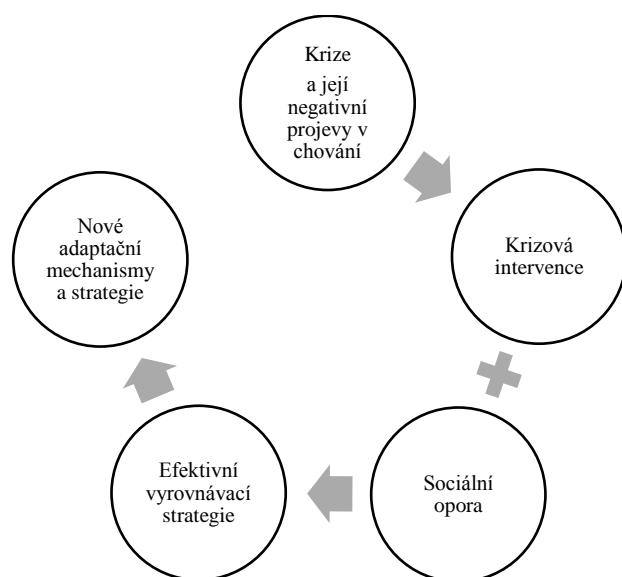 Krize
a její
negativní
projevy v
chování
Krizová
intervence
Sociální
opora
Efektivní
vyrovnávací
strategie
Nové
adaptační
mechanismy
a strategie